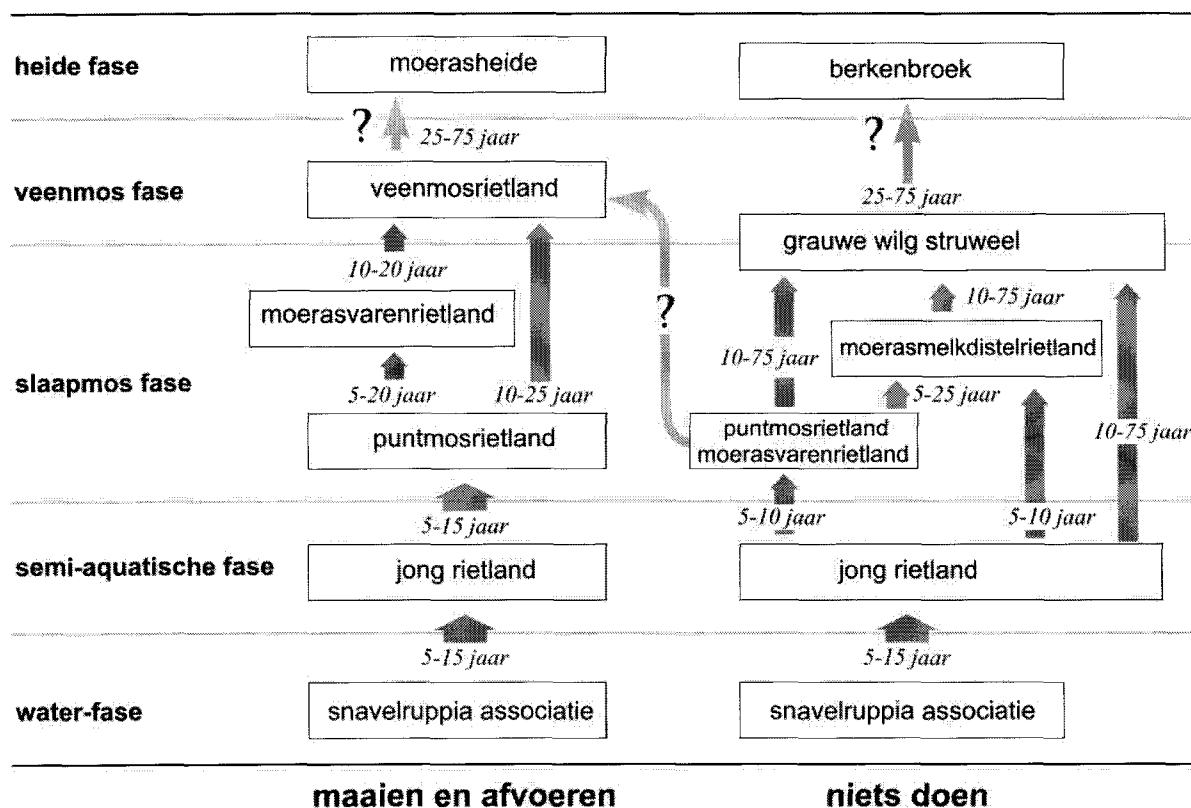 heide fase
moerasheide
berkenbroek
?
25-75 jaar
?
25-75 jaar
veenmos fase
veenmosrietland
grauwe wilg struweel
10-20 jaar
10-75 jaar
moerasvarenrietland
?
10-75 jaar
moerasmelkdistelrietland
slaapmos fase
5-20 jaar
10-25 jaar
5-25 jaar
10-75 jaar
puntmosrietland
puntmosrietland
moerasvarenrietland
5-15 jaar
5-10 jaar
5-10 jaar
semi-aquatische fase
jong rietland
jong rietland
5-15 jaar
5-15 jaar
water-fase
snavelruppia associatie
snavelruppia associatie
maaien en afvoeren
niets doen